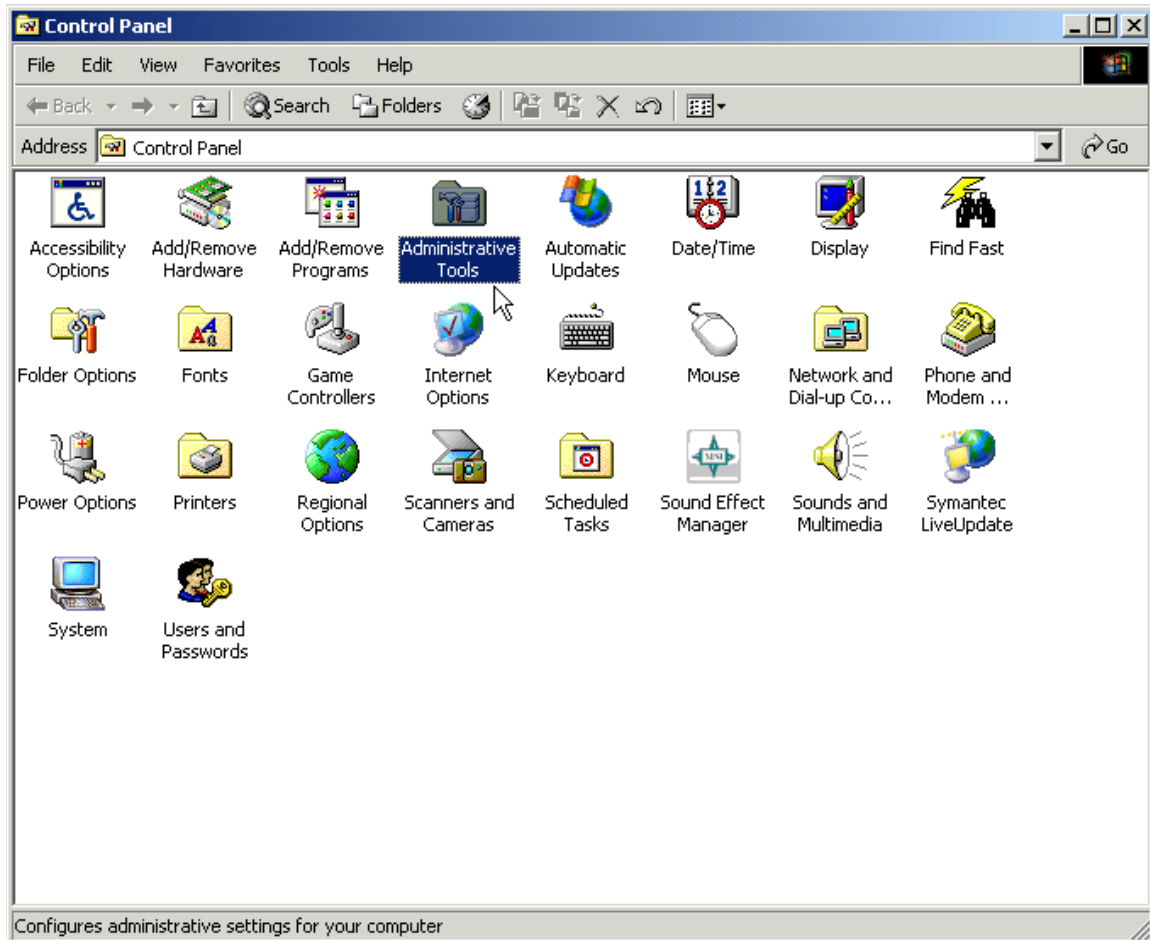 Control Panel
File Edit View Favorites Tools Help
Back Search Folders
Address Control Panel Go
Accessibility Options
Add/Remove Hardware
Add/Remove Programs
Administrative Tools
Automatic Updates
Date/Time
Display
Find Fast
Folder Options
Fonts
Game Controllers
Internet Options
Keyboard
Mouse
Network and Dial-up Co...
Phone and Modem ...
Power Options
Printers
Regional Options
Scanners and Cameras
Scheduled Tasks
Sound Effect Manager
Sounds and Multimedia
Symantec LiveUpdate
System
Users and Passwords
Configures administrative settings for your computer